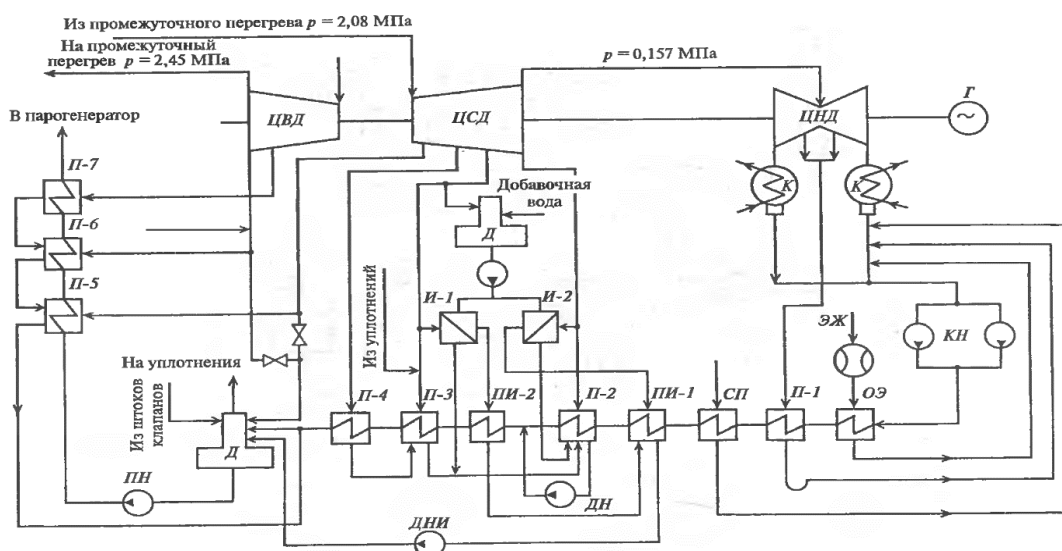 Из промежуточного перегрева p = 2,08 МПа
На промежуточный
перегрев p = 2,45 МПа
p = 0,157 МПа
Г
В парогенератор
ЦВД
ЦСД
ЦНД
П-7
К
К
Добавочная
вода
П-6
Д
П-5
Из уплотнений
И-1
И-2
ЭЖ
КН
На уплотнения
Из штоков
клапанов
П-4
П-3
ПИ-2
П-2
ПИ-1
СП
П-1
ОЭ
Д
ПН
ДН
ДНИ